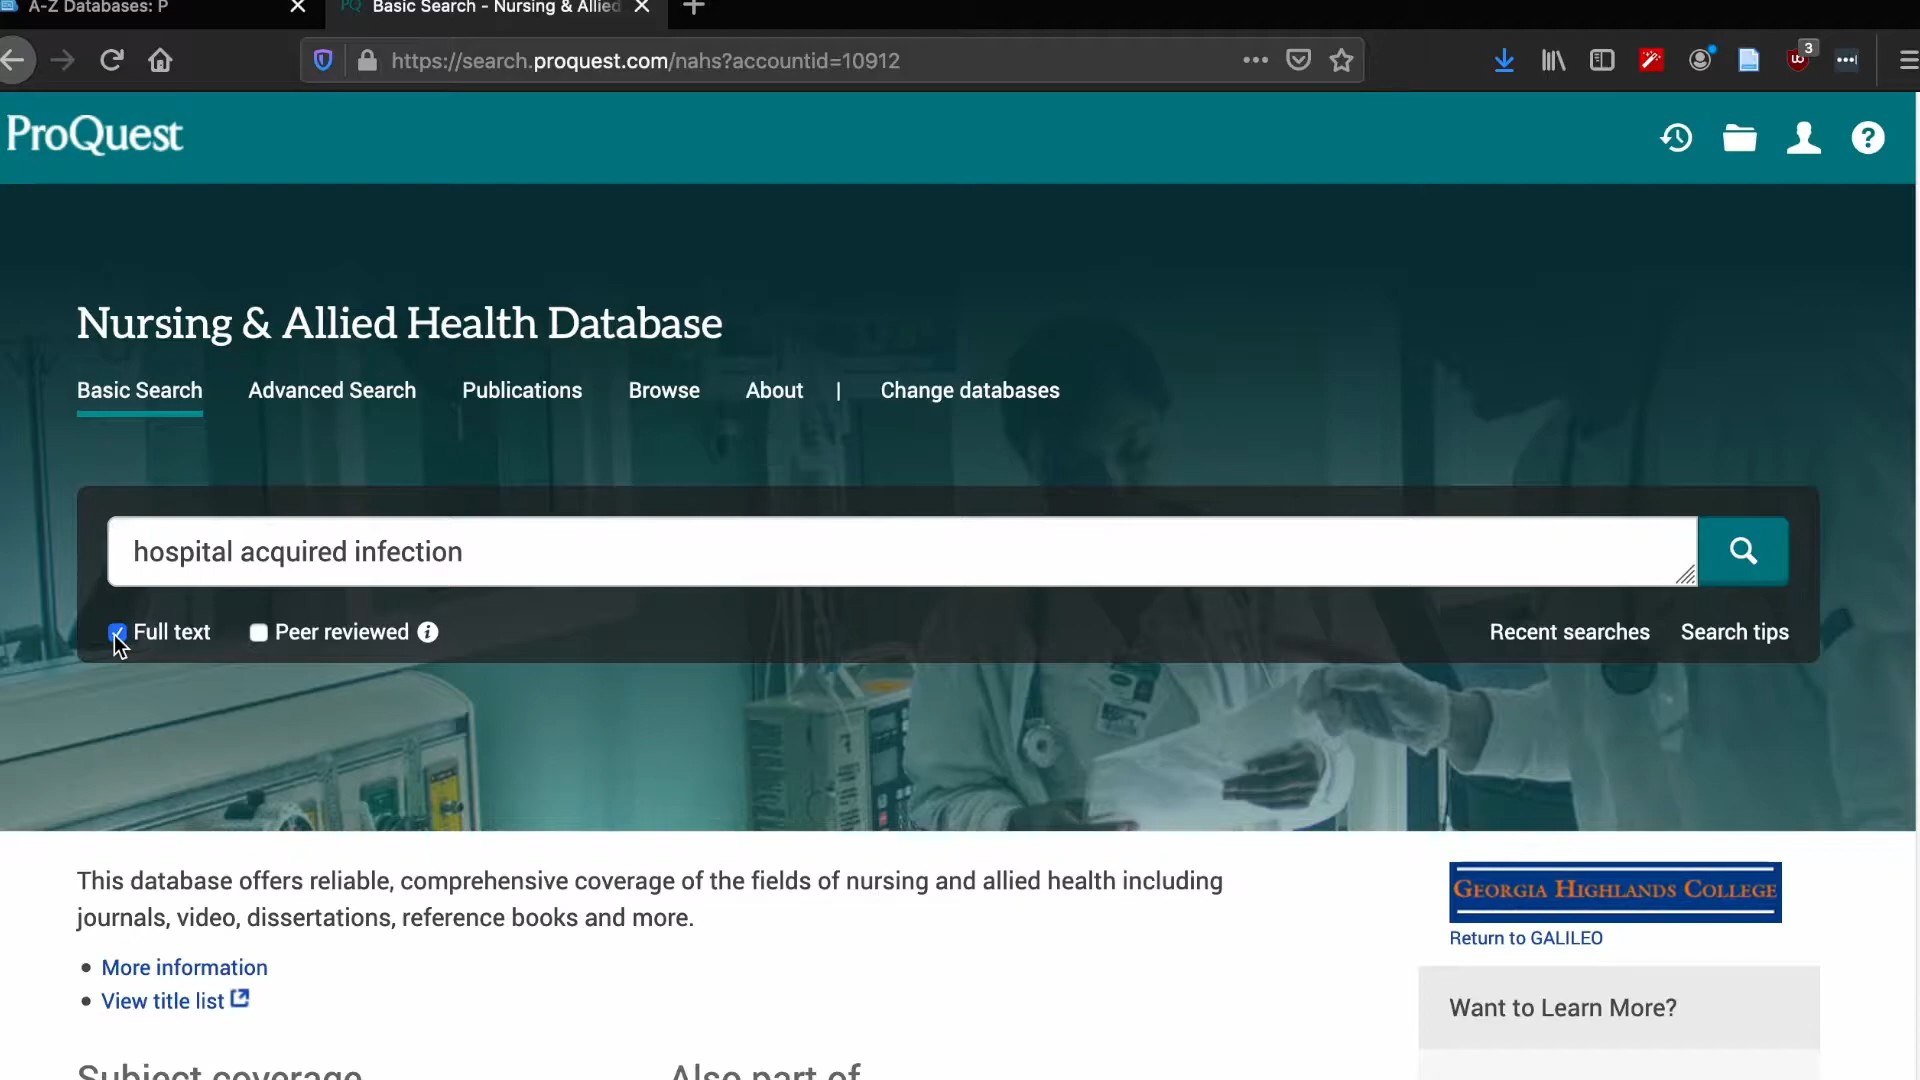 A-Z Databases: P
Basic Search - Nursing & Allied
https://search.proquest.com/nahs?accountid=10912
3
ProQuest
Nursing & Allied Health Database
Basic Search Advanced Search Publications Browse About | Change databases
hospital acquired infection
Full text Peer reviewed Recent searches Search tips
This database offers reliable, comprehensive coverage of the fields of nursing and allied health including
journals, video, dissertations, reference books and more.
• More information
• View title list
GEORGIA HIGHLANDS COLLEGE
Return to GALILEO
Want to Learn More?
Subject coverage
Also part of